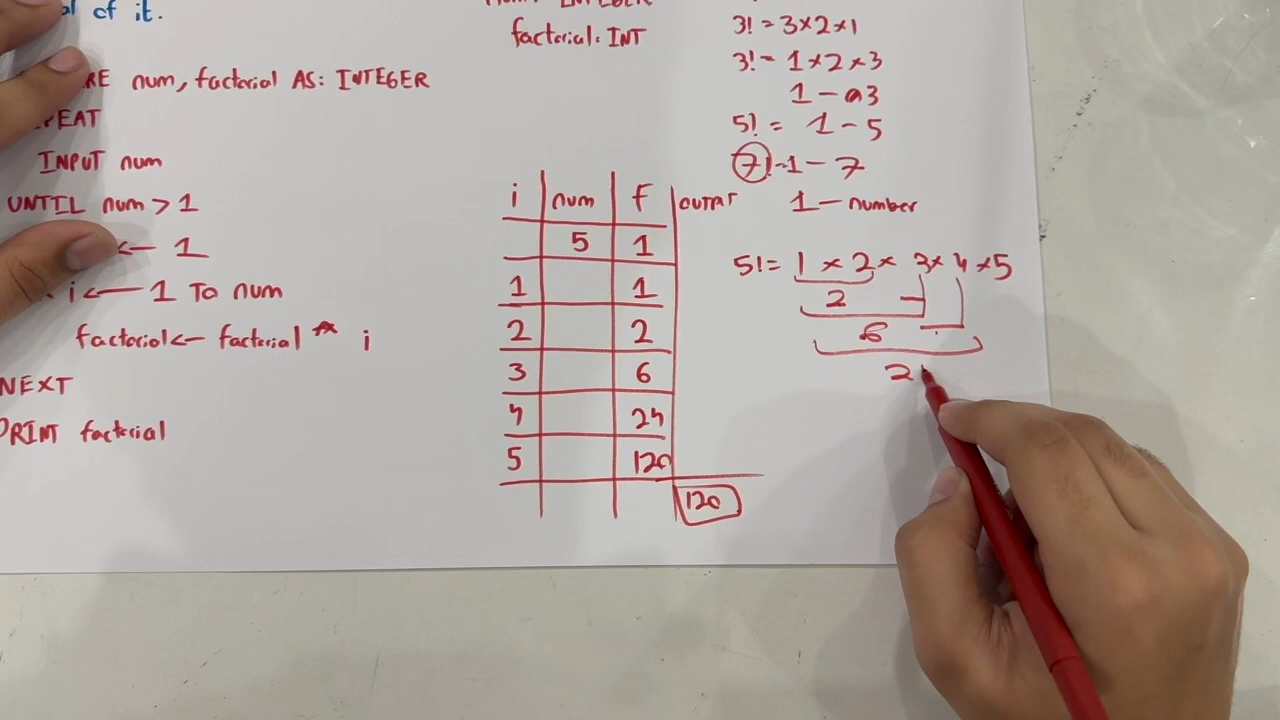 of it.
num, factorial AS: INTEGER
INPUT num
UNTIL num > 1
<— 1
i <— 1 To num
factorial <— factorial * i
NEXT
PRINT factorial
factorial: INT
i num f OUTPUT
5 1
1 1
2 2
3 6
4 24
5 120
120
3! = 3×2×1
3! = 1×2×3
1 — 3
5! = 1 — 5
7! = 1 — 7
1 — number
5! = 1 × 2 × 3 × 4 × 5
2
6
2